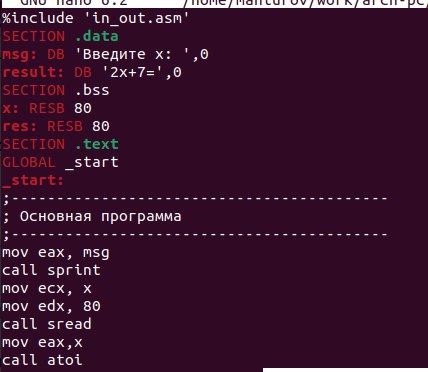 GNU nano 6.2 /home/manturov/work/arch-pc/
%include 'in_out.asm'
SECTION .data
msg: DB 'Введите x: ',0
result: DB '2x+7=',0
SECTION .bss
x: RESB 80
res: RESB 80
SECTION .text
GLOBAL _start
_start:
;------------------------------------------
; Основная программа
;------------------------------------------
mov eax, msg
call sprint
mov ecx, x
mov edx, 80
call sread
mov eax,x
call atoi